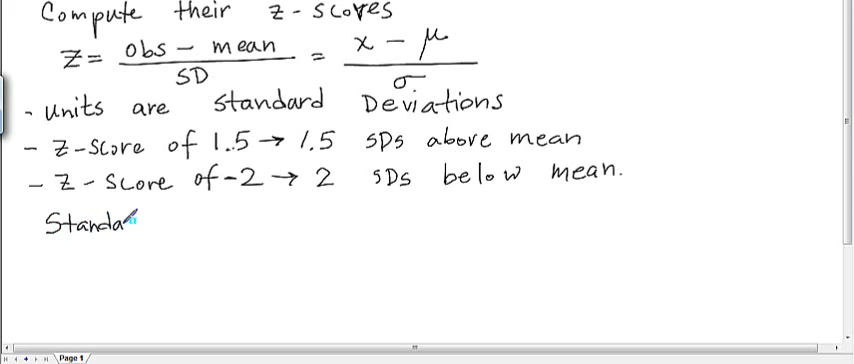 Compute their z-scores
Z = obs - mean / SD = x - μ / σ
- units are standard Deviations
- z-score of 1.5 → 1.5 SDs above mean
- z-score of -2 → 2 SDs below mean.
Standa
Page 1